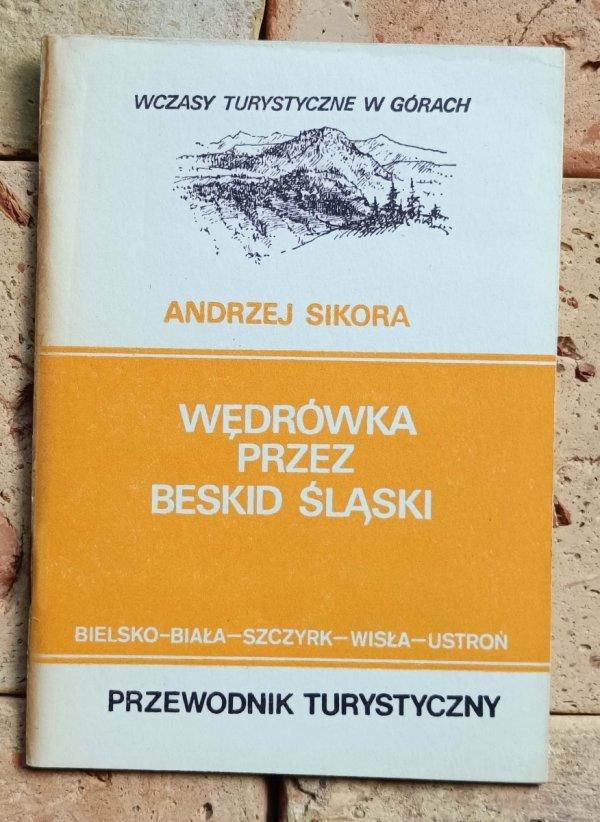 WCZASY TURYSTYCZNE W GÓRACH
ANDRZEJ SIKORA
WĘDRÓWKA
PRZEZ
BESKID ŚLĄSKI
BIELSKO-BIAŁA-SZCZYRK-WISŁA-USTROŃ
PRZEWODNIK TURYSTYCZNY